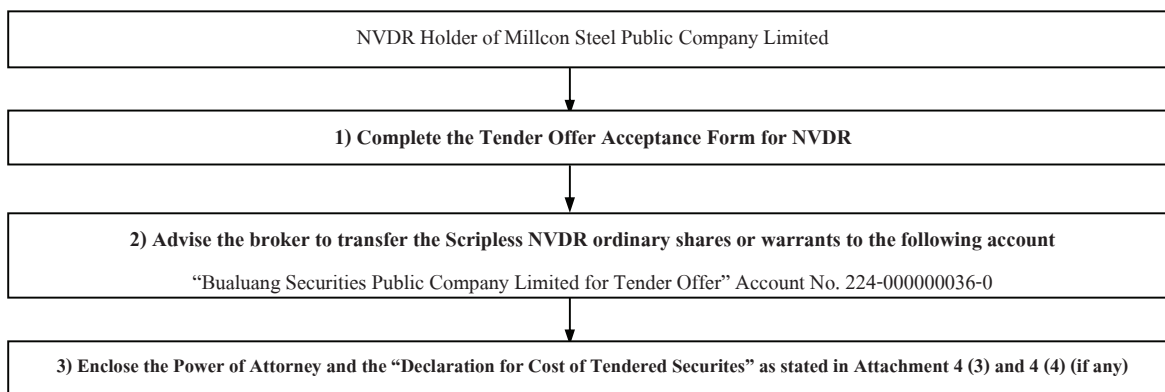 NVDR Holder of Millcon Steel Public Company Limited
1) Complete the Tender Offer Acceptance Form for NVDR
2) Advise the broker to transfer the Scripless NVDR ordinary shares or warrants to the following account
“Bualuang Securities Public Company Limited for Tender Offer” Account No. 224-000000036-0
3) Enclose the Power of Attorney and the “Declaration for Cost of Tendered Securites” as stated in Attachment 4 (3) and 4 (4) (if any)